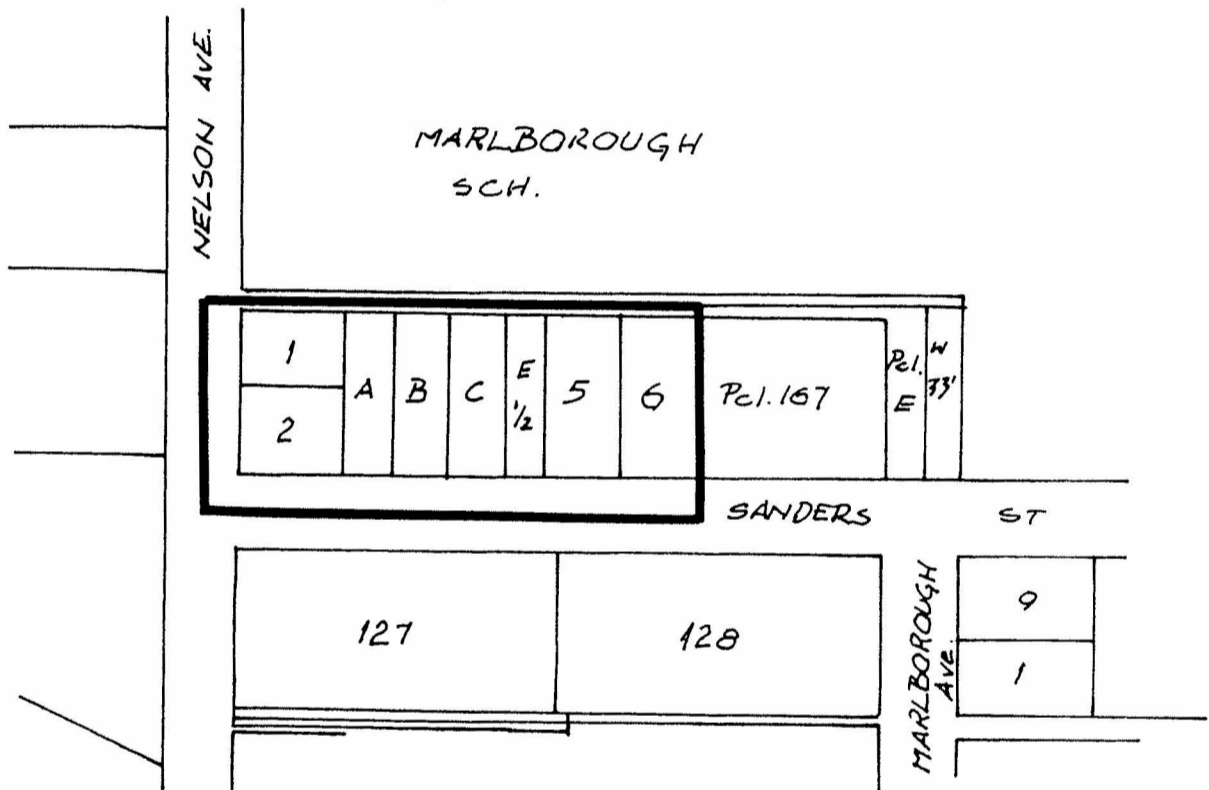 NELSON AVE.
MARLBOROUGH
SCH.
1
2
A
B
C
E
1/2
5
6
Pcl. 167
Pcl.
E
W
33'
SANDERS ST
127
128
MARLBOROUGH
Ave.
9
1